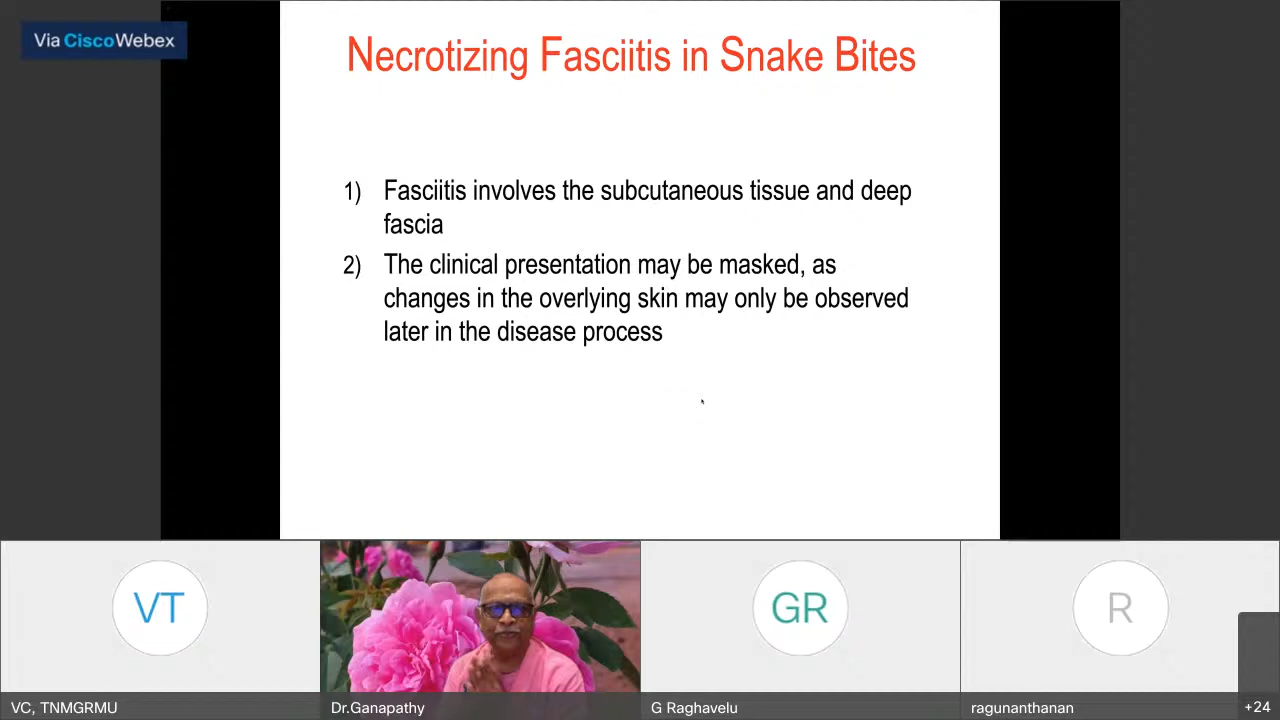 Via CiscoWebex
Necrotizing Fasciitis in Snake Bites
1) Fasciitis involves the subcutaneous tissue and deep
fascia
2) The clinical presentation may be masked, as
changes in the overlying skin may only be observed
later in the disease process
VT
GR
R
VC, TNMGRMU
Dr.Ganapathy
G Raghavelu
ragunanthanan
+24